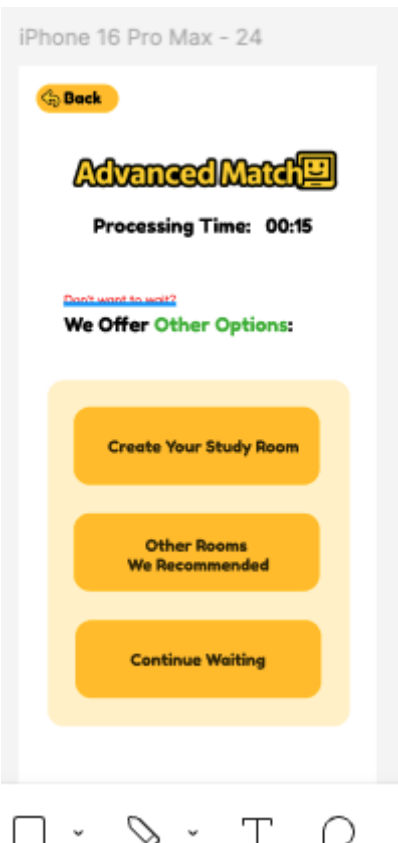 iPhone 16 Pro Max - 24
Back
Advanced Match
Processing Time: 00:15
Don't want to wait?
We Offer Other Options:
Create Your Study Room
Other Rooms
We Recommended
Continue Waiting